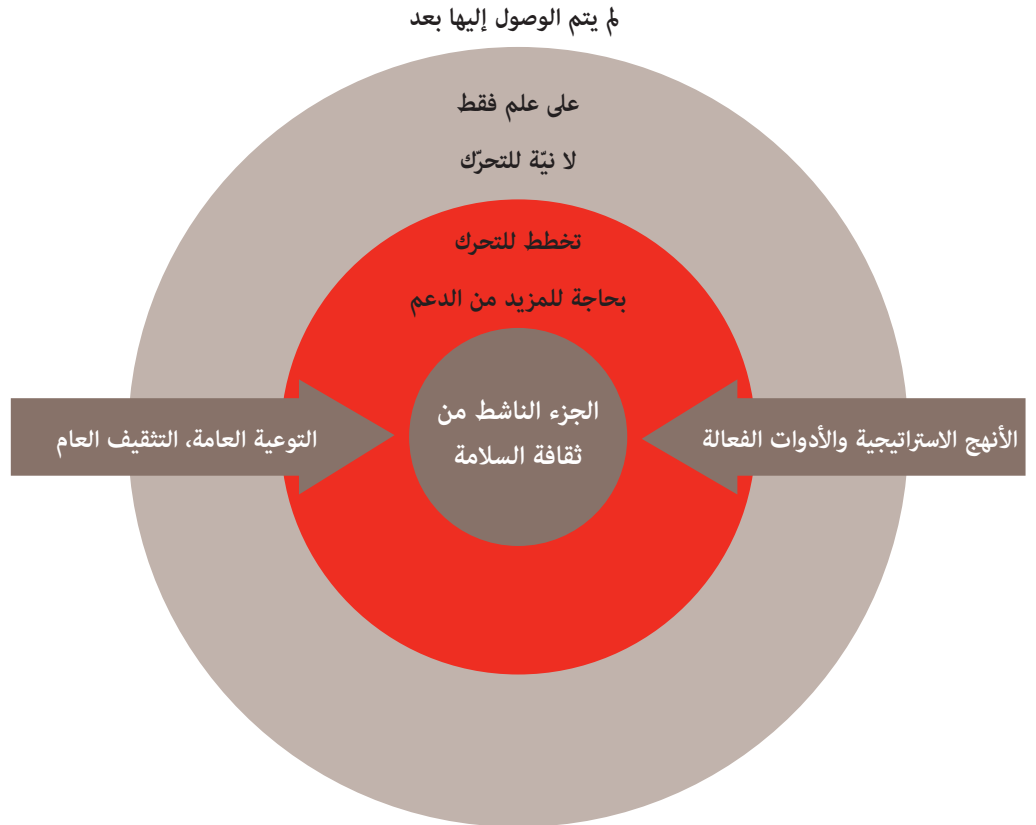 لم يتم الوصول إليها بعد
على علم فقط
لا نيّة للتحرّك
تخطط للتحرك
بحاجة للمزيد من الدعم
الجزء الناشط من
ثقافة السلامة
الأنهج الاستراتيجية والأدوات الفعالة
التوعية العامة، التثقيف العام